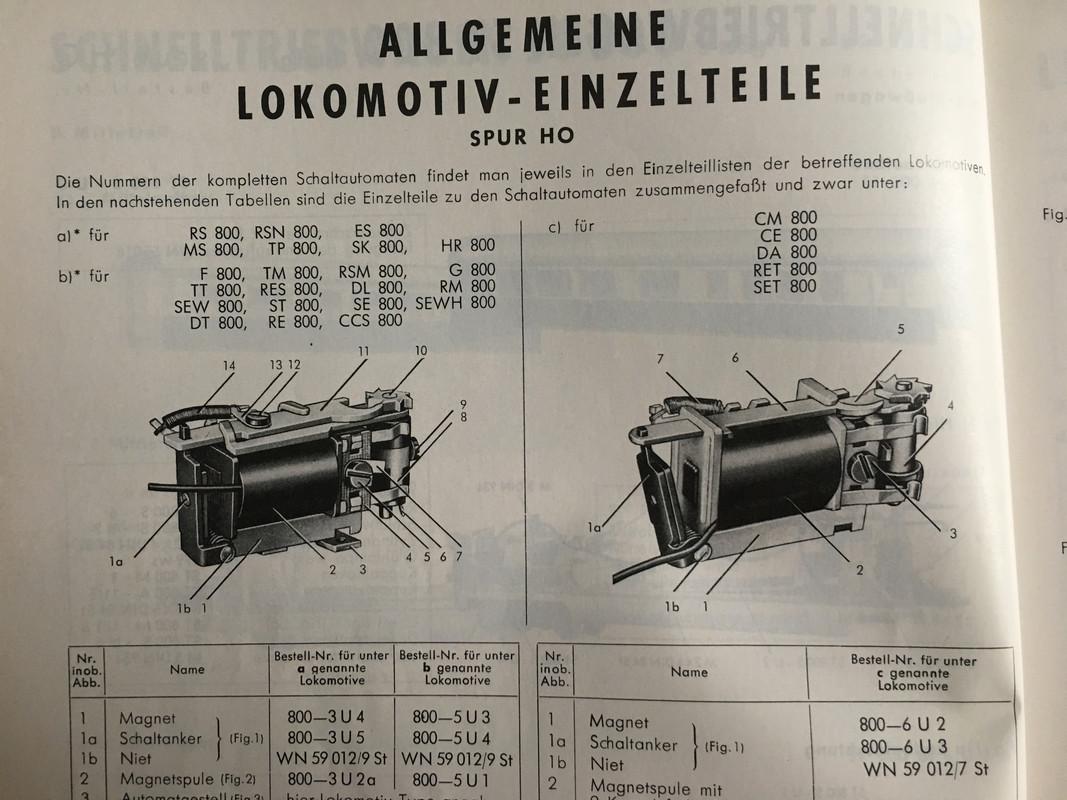 ALLGEMEINE
LOKOMOTIV-EINZELTEILE
SPUR HO
Die Nummern der kompletten Schaltautomaten findet man jeweils in den Einzelteillisten der betreffenden Lokomotiven.
In den nachstehenden Tabellen sind die Einzelteile zu den Schaltautomaten zusammengefaßt und zwar unter:
a)* für RS 800, RSN 800, ES 800
MS 800, TP 800, SK 800, HR 800
b)* für F 800, TM 800, RSM 800, G 800
TT 800, RES 800, DL 800, RM 800
SEW 800, ST 800, SE 800, SEWH 800
DT 800, RE 800, CCS 800
c) für CM 800
CE 800
DA 800
RET 800
SET 800
14 13 12 11 10
9
8
1a 2 3 4 5 6 7
1b 1
7 6 5
4
1a 3
2
1b 1
Nr. inob. Abb.
Name
Bestell-Nr. für unter
a genannte
Lokomotive
Bestell-Nr. für unter
b genannte
Lokomotive
1 Magnet 800—3 U 4 800—5 U 3
1a Schaltanker (Fig.1) 800—3 U 5 800—5 U 4
1b Niet WN 59 012/9 St WN 59 012/9 St
2 Magnetspule (Fig.2) 800—3 U 2a 800—5 U 1
3
Nr. inob. Abb.
Name
Bestell-Nr. für unter
c genannte
Lokomotive
1 Magnet 800—6 U 2
1a Schaltanker (Fig.1) 800—6 U 3
1b Niet WN 59 012/7 St
2 Magnetspule mit
Fig.
F